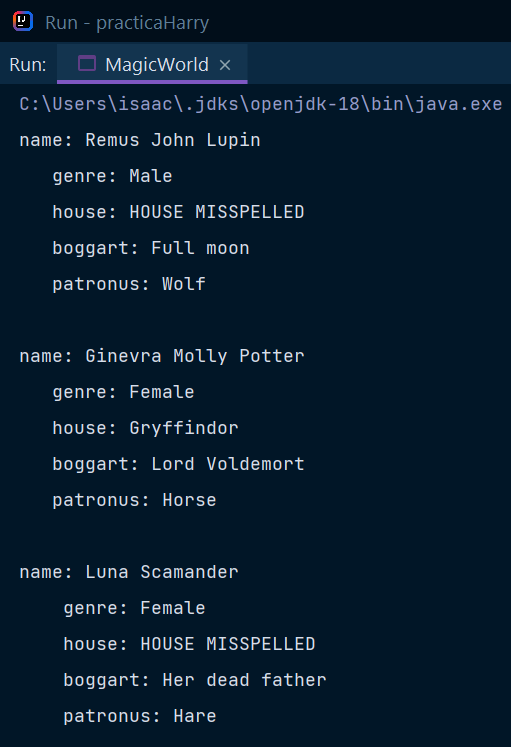 Run - practicaHarry
Run: MagicWorld ×
C:\Users\isaac\.jdks\openjdk-18\bin\java.exe
name: Remus John Lupin
genre: Male
house: HOUSE MISSPELLED
boggart: Full moon
patronus: Wolf
name: Ginevra Molly Potter
genre: Female
house: Gryffindor
boggart: Lord Voldemort
patronus: Horse
name: Luna Scamander
genre: Female
house: HOUSE MISSPELLED
boggart: Her dead father
patronus: Hare